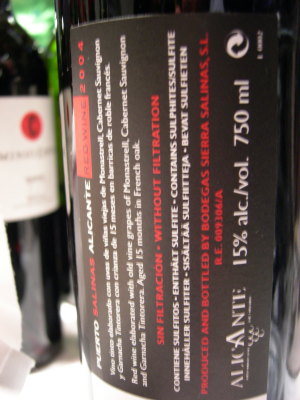 PUERTO SALINAS ALICANTE RED WINE 2004
Vino tinto elaborado con uvas de viñas viejas de Monastrell, Cabernet Sauvignon
y Garnacha Tintorera con crianza de 15 meses en barricas de roble francés.
Red wine elaborated with old vine grapes of Monastrell, Cabernet Sauvignon
and Garnacha Tintorera. Aged 15 months in French oak.
SIN FILTRACION - WITHOUT FILTRATION
CONTIENE SULFITOS - ENTHÄLT SULFITE - CONTAINS SULPHITES/SULFITE
INNEHÅLLER SULFITER - SISÄLTÄÄ SULFIITTEJA - BEVAT SULFIETEN
PRODUCED AND BOTTLED BY BODEGAS SIERRA SALINAS, S.L.
R.E. 009304/A
15% alc./vol. 750 ml
ALICANTE
L 0002